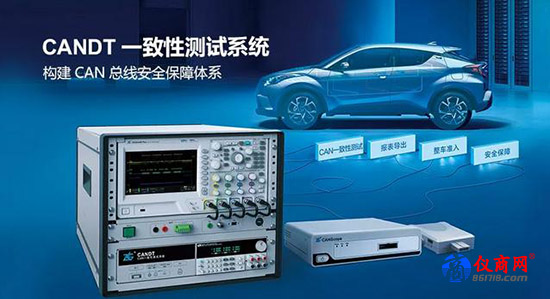 CANDT 一致性测试系统
构建 CAN 总线安全保障体系
CAN一致性测试
报表导出
整车准入
安全保障
CANDT
CANScope
仪商网
861718.com